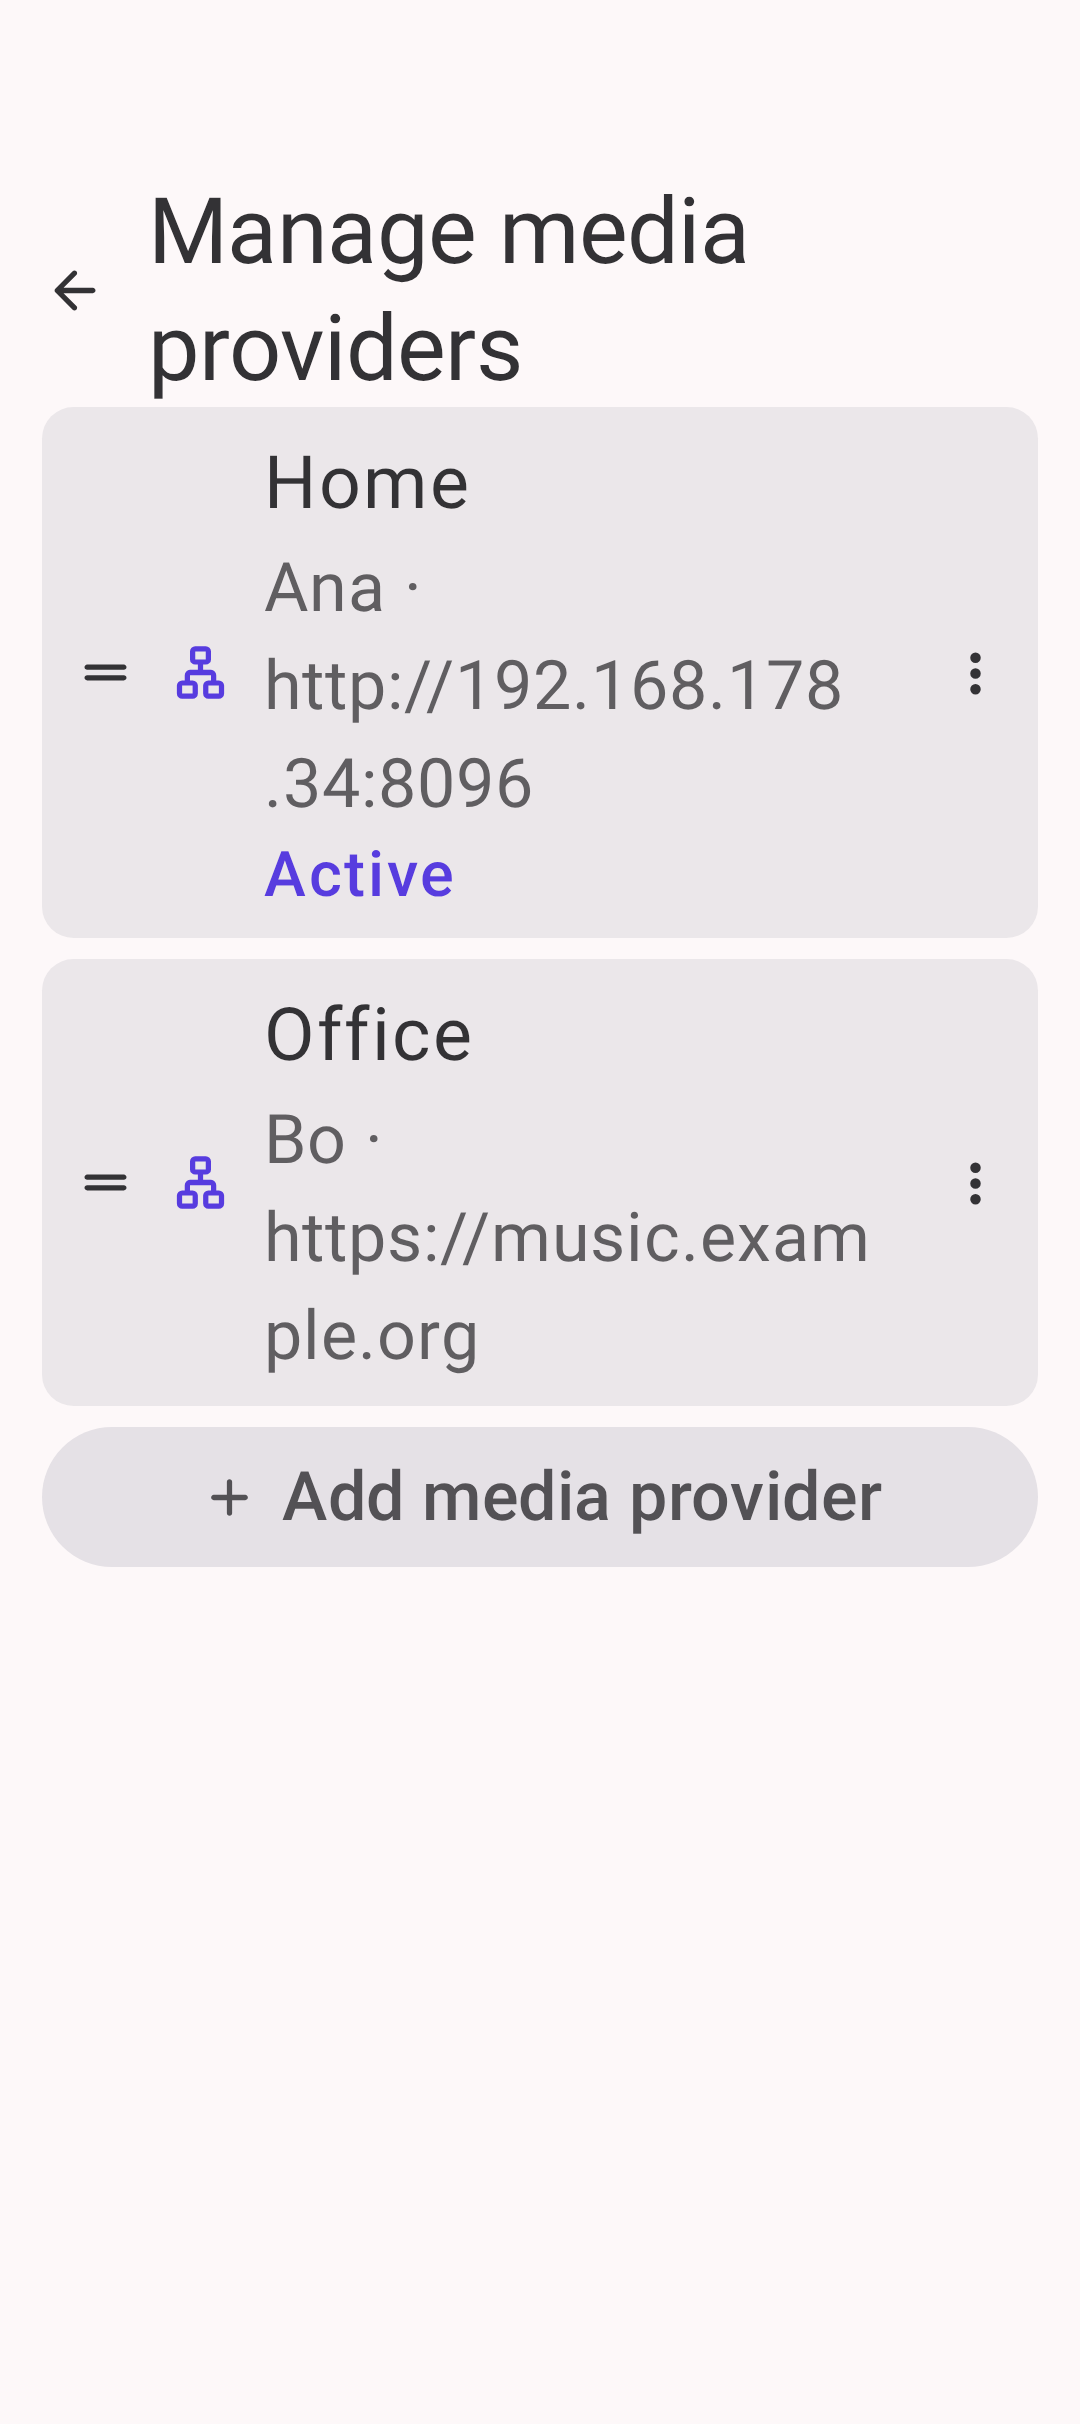 Manage media
providers
Home
Ana ·
http://192.168.178
.34:8096
Active
Office
Bo ·
https://music.exam
ple.org
Add media provider